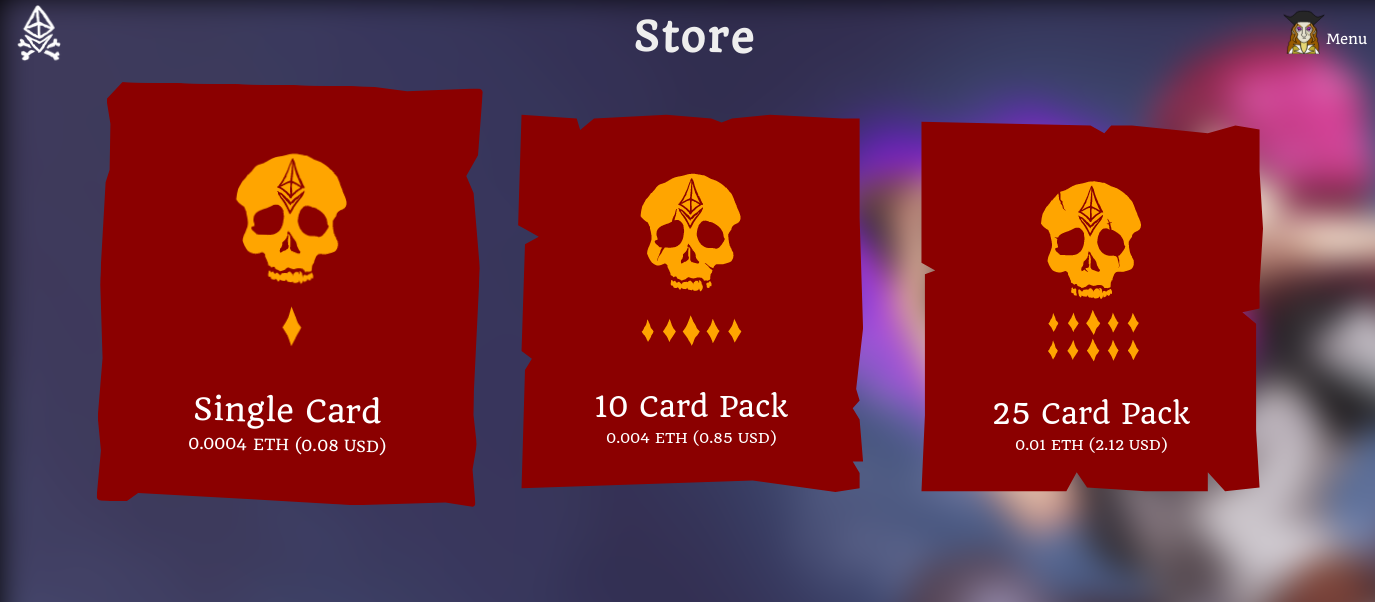 Store
Menu
Single Card
0.0004 ETH (0.08 USD)
10 Card Pack
0.004 ETH (0.85 USD)
25 Card Pack
0.01 ETH (2.12 USD)